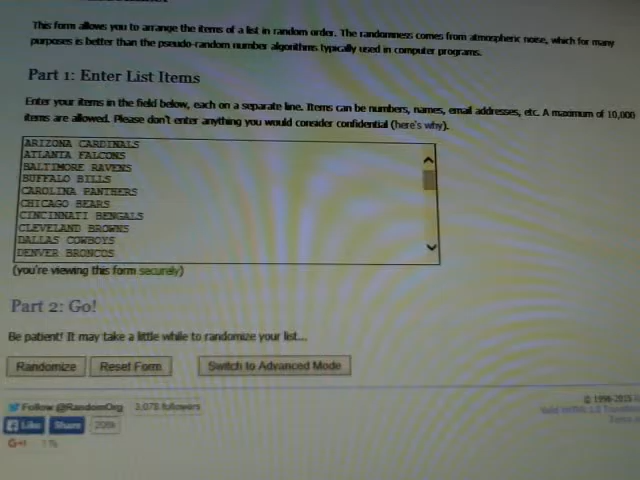 This form allows you to arrange the items of a list in random order. The randomness comes from atmospheric noise, which for many
purposes is better than the pseudo-random number algorithms typically used in computer programs.
Part 1: Enter List Items
Enter your items in the field below, each on a separate line. Items can be numbers, names, email addresses, etc. A maximum of 10,000
items are allowed. Please don't enter anything you would consider confidential (here's why).
ARIZONA CARDINALS
ATLANTA FALCONS
BALTIMORE RAVENS
BUFFALO BILLS
CAROLINA PANTHERS
CHICAGO BEARS
CINCINNATI BENGALS
CLEVELAND BROWNS
DALLAS COWBOYS
DENVER BRONCOS
(you're viewing this form securely)
Part 2: Go!
Be patient! It may take a little while to randomize your list...
Randomize Reset Form Switch to Advanced Mode
Follow @RandomOrg 3,078 followers
Like Share
G+1